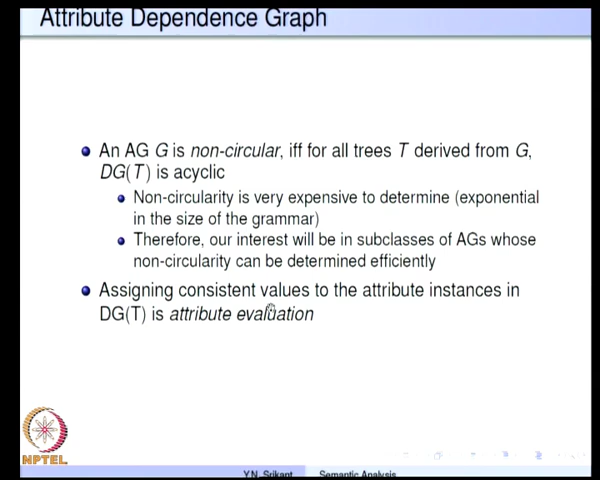 Attribute Dependence Graph
An AG G is non-circular, iff for all trees T derived from G,
DG(T) is acyclic
Non-circularity is very expensive to determine (exponential
in the size of the grammar)
Therefore, our interest will be in subclasses of AGs whose
non-circularity can be determined efficiently
Assigning consistent values to the attribute instances in
DG(T) is attribute evaluation
NPTEL
Y.N. Srikant Semantic Analysis